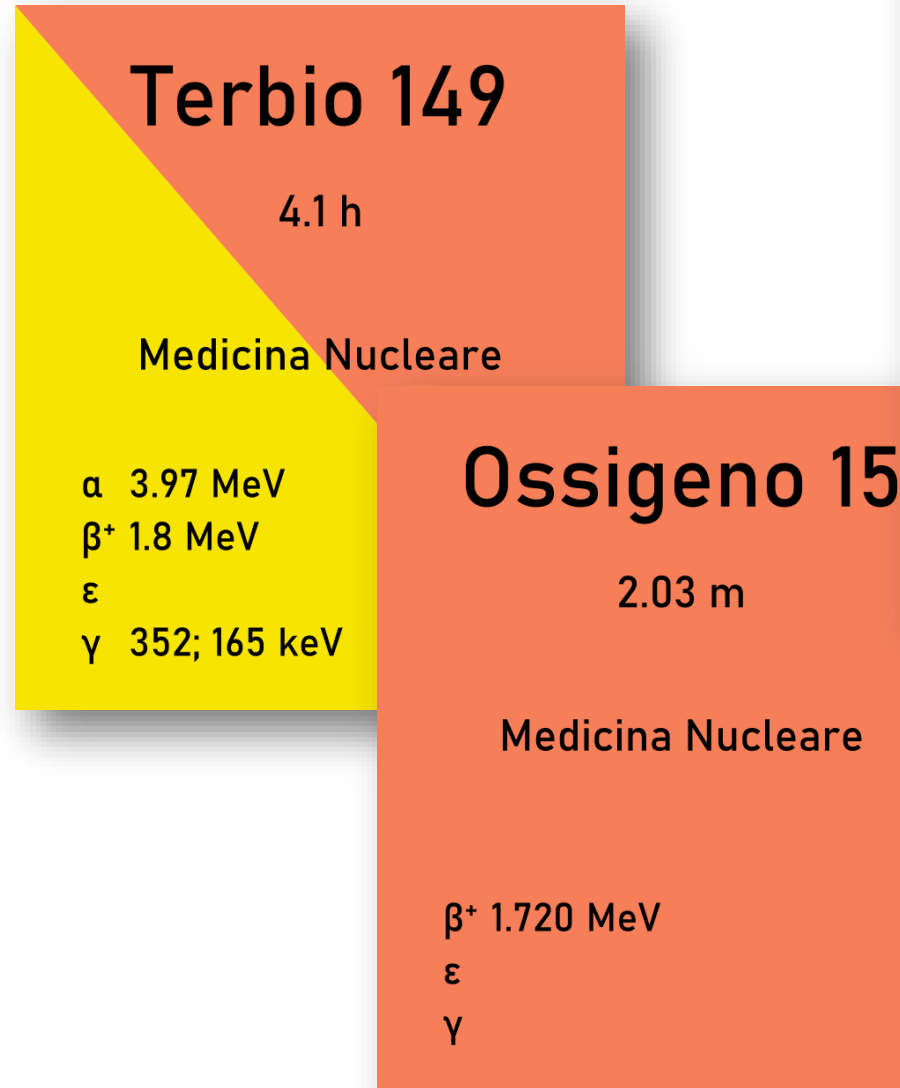 Terbio 149
4.1 h
Medicina Nucleare
α 3.97 MeV
β⁺ 1.8 MeV
ε
γ 352; 165 keV
Ossigeno 15
2.03 m
Medicina Nucleare
β⁺ 1.720 MeV
ε
γ